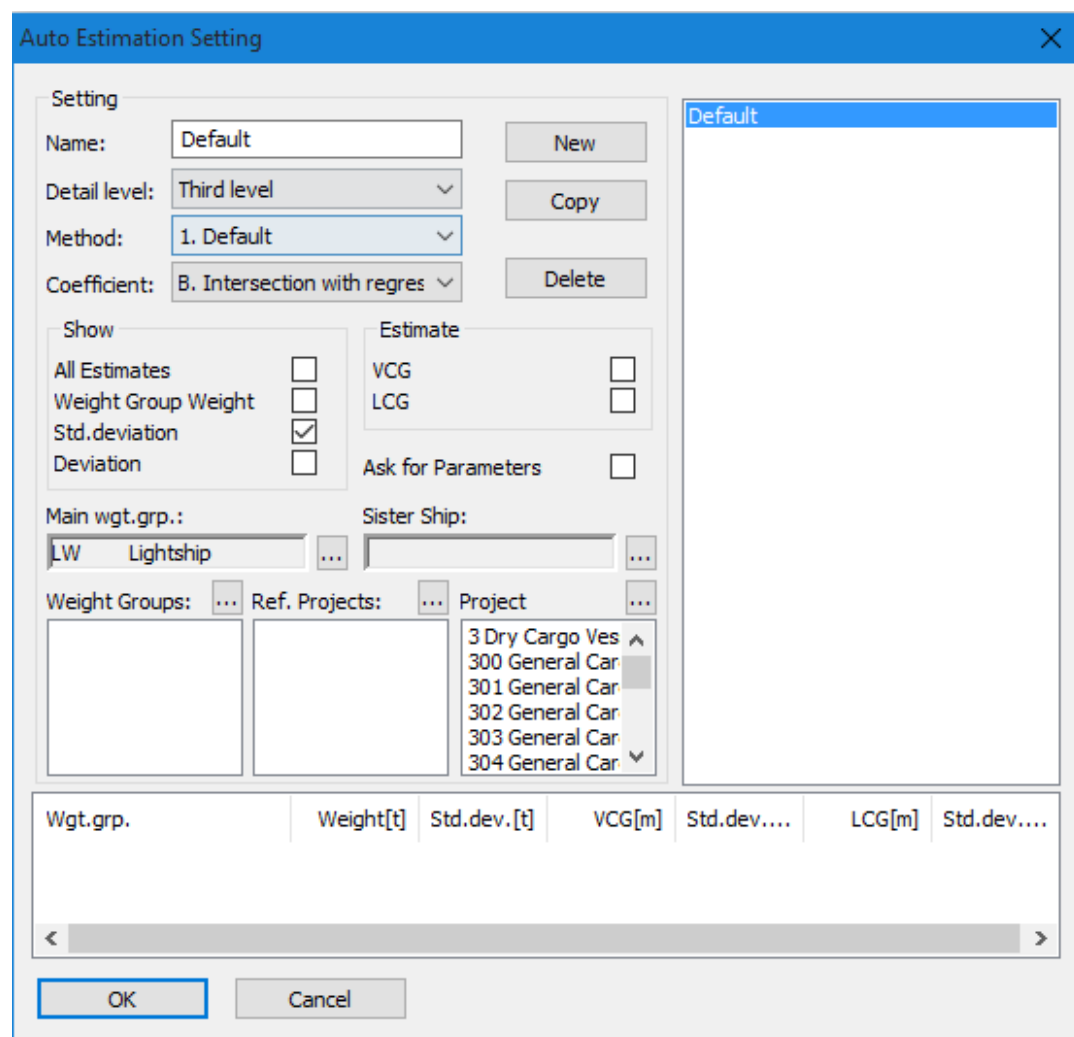 Auto Estimation Setting
Setting
Name: Default New
Detail level: Third level Copy
Method: 1. Default
Coefficient: B. Intersection with regres Delete
Default
Show
All Estimates
Weight Group Weight
Std.deviation
Deviation
Estimate
VCG
LCG
Ask for Parameters
Main wgt.grp.: Sister Ship:
LW Lightship ... ...
Weight Groups: ... Ref. Projects: ... Project ...
3 Dry Cargo Ves
300 General Car
301 General Car
302 General Car
303 General Car
304 General Car
Wgt.grp. Weight[t] Std.dev.[t] VCG[m] Std.dev.... LCG[m] Std.dev....
OK Cancel